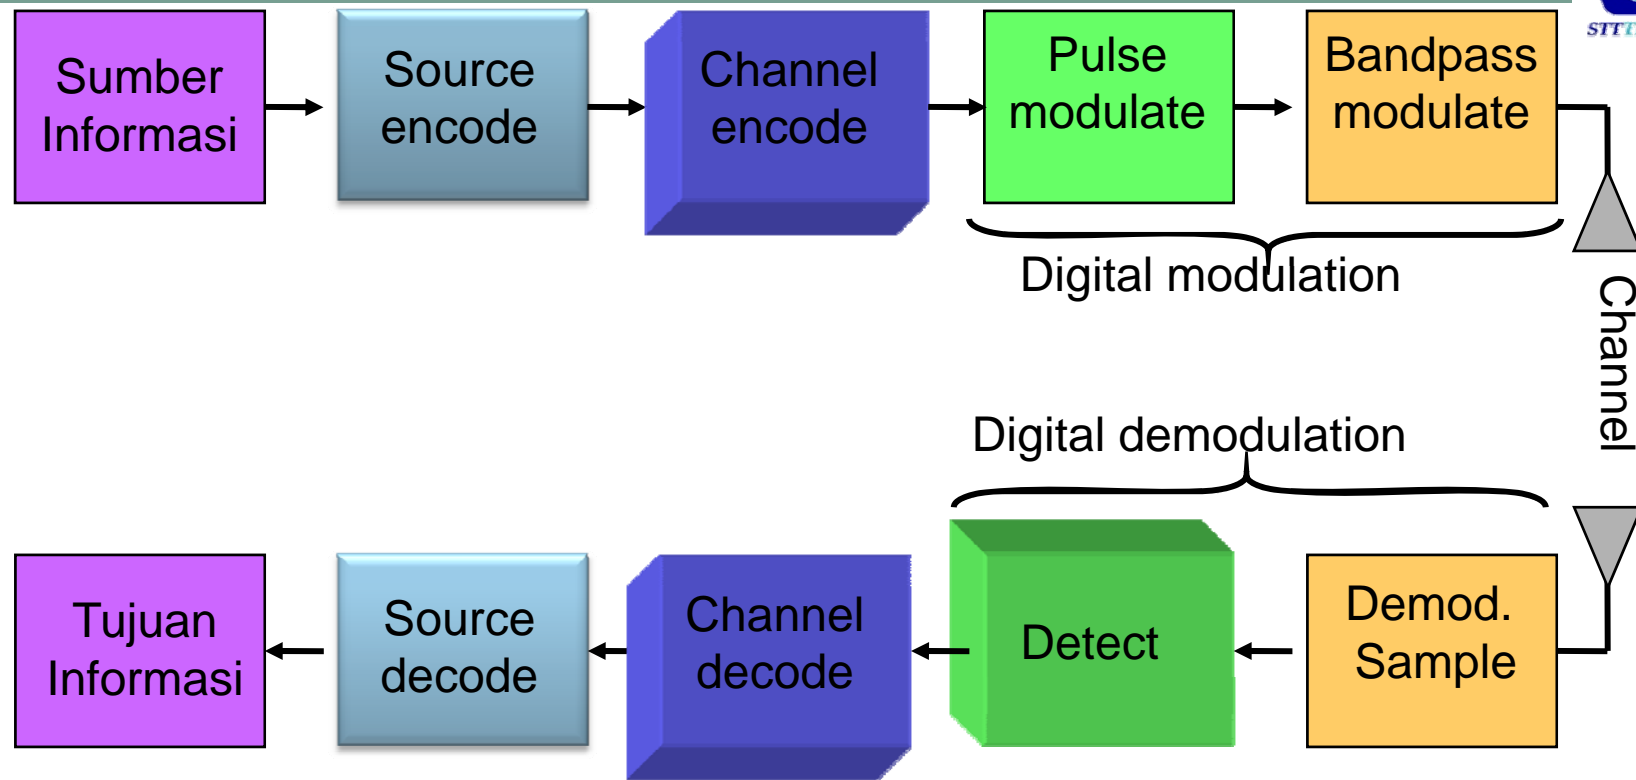 Sumber
Informasi
Source
encode
Channel
encode
Pulse
modulate
Bandpass
modulate
Digital modulation
Channel
Digital demodulation
Tujuan
Informasi
Source
decode
Channel
decode
Detect
Demod.
Sample